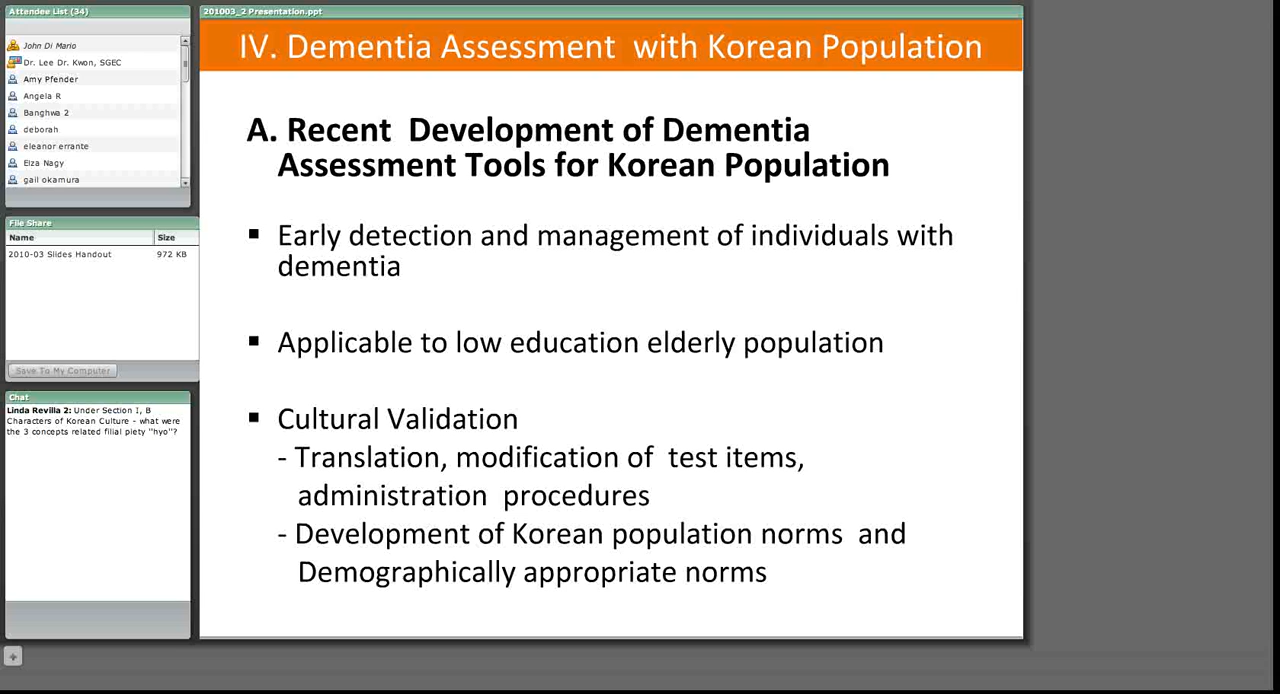 Attendee List (34)
John Di Mario
Dr. Lee Dr. Kwon, SGEC
Amy Pfender
Angela R
Banghwa 2
deborah
eleanor errante
Elza Nagy
gail okamura
File Share
Name Size
2010-03 Slides Handout 972 KB
Save To My Computer
Chat
Linda Revilla 2: Under Section I, B
Characters of Korean Culture - what were
the 3 concepts related filial piety "hyo"?
201003_2 Presentation.ppt
IV. Dementia Assessment with Korean Population
A. Recent Development of Dementia
Assessment Tools for Korean Population
▪ Early detection and management of individuals with
dementia
▪ Applicable to low education elderly population
▪ Cultural Validation
- Translation, modification of test items,
administration procedures
- Development of Korean population norms and
Demographically appropriate norms